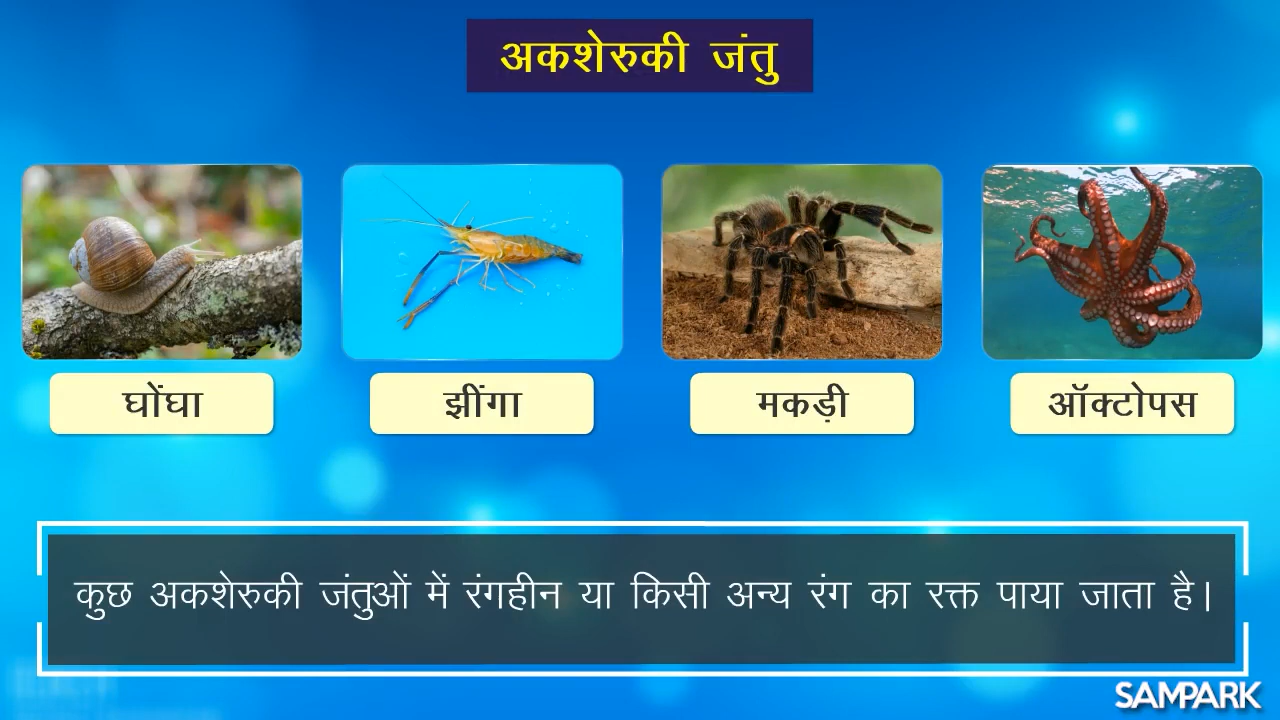 अकशेरुकी जंतु
घोंघा
झींगा
मकड़ी
ऑक्टोपस
कुछ अकशेरुकी जंतुओं में रंगहीन या किसी अन्य रंग का रक्त पाया जाता है।
SAMPARK